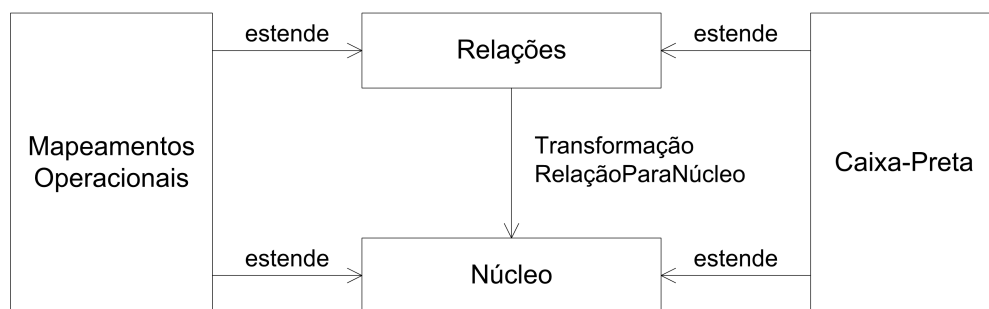 estende
Relações
estende
Mapeamentos
Operacionais
Transformação
RelaçãoParaNúcleo
Caixa-Preta
estende
Núcleo
estende